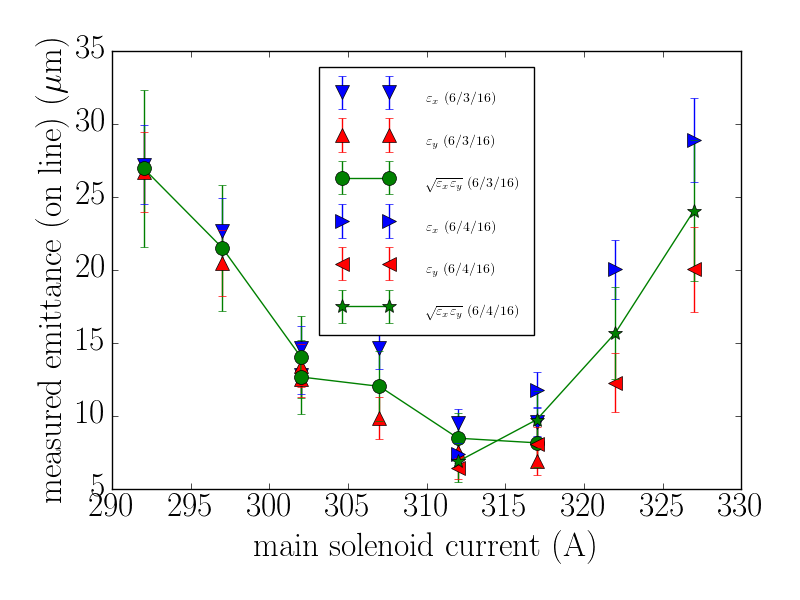 measured emittance (on line) (μm)
35
30
25
20
15
10
5
εx (6/3/16)
εy (6/3/16)
√εxεy (6/3/16)
εx (6/4/16)
εy (6/4/16)
√εxεy (6/4/16)
290 295 300 305 310 315 320 325 330
main solenoid current (A)